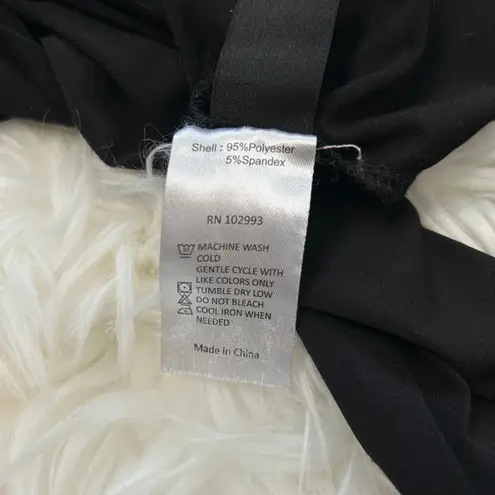 Shell : 95%Polyester
5%Spandex
RN 102993
30
MACHINE WASH
COLD
GENTLE CYCLE WITH
LIKE COLORS ONLY
TUMBLE DRY LOW
DO NOT BLEACH
COOL IRON WHEN
NEEDED
Made in China